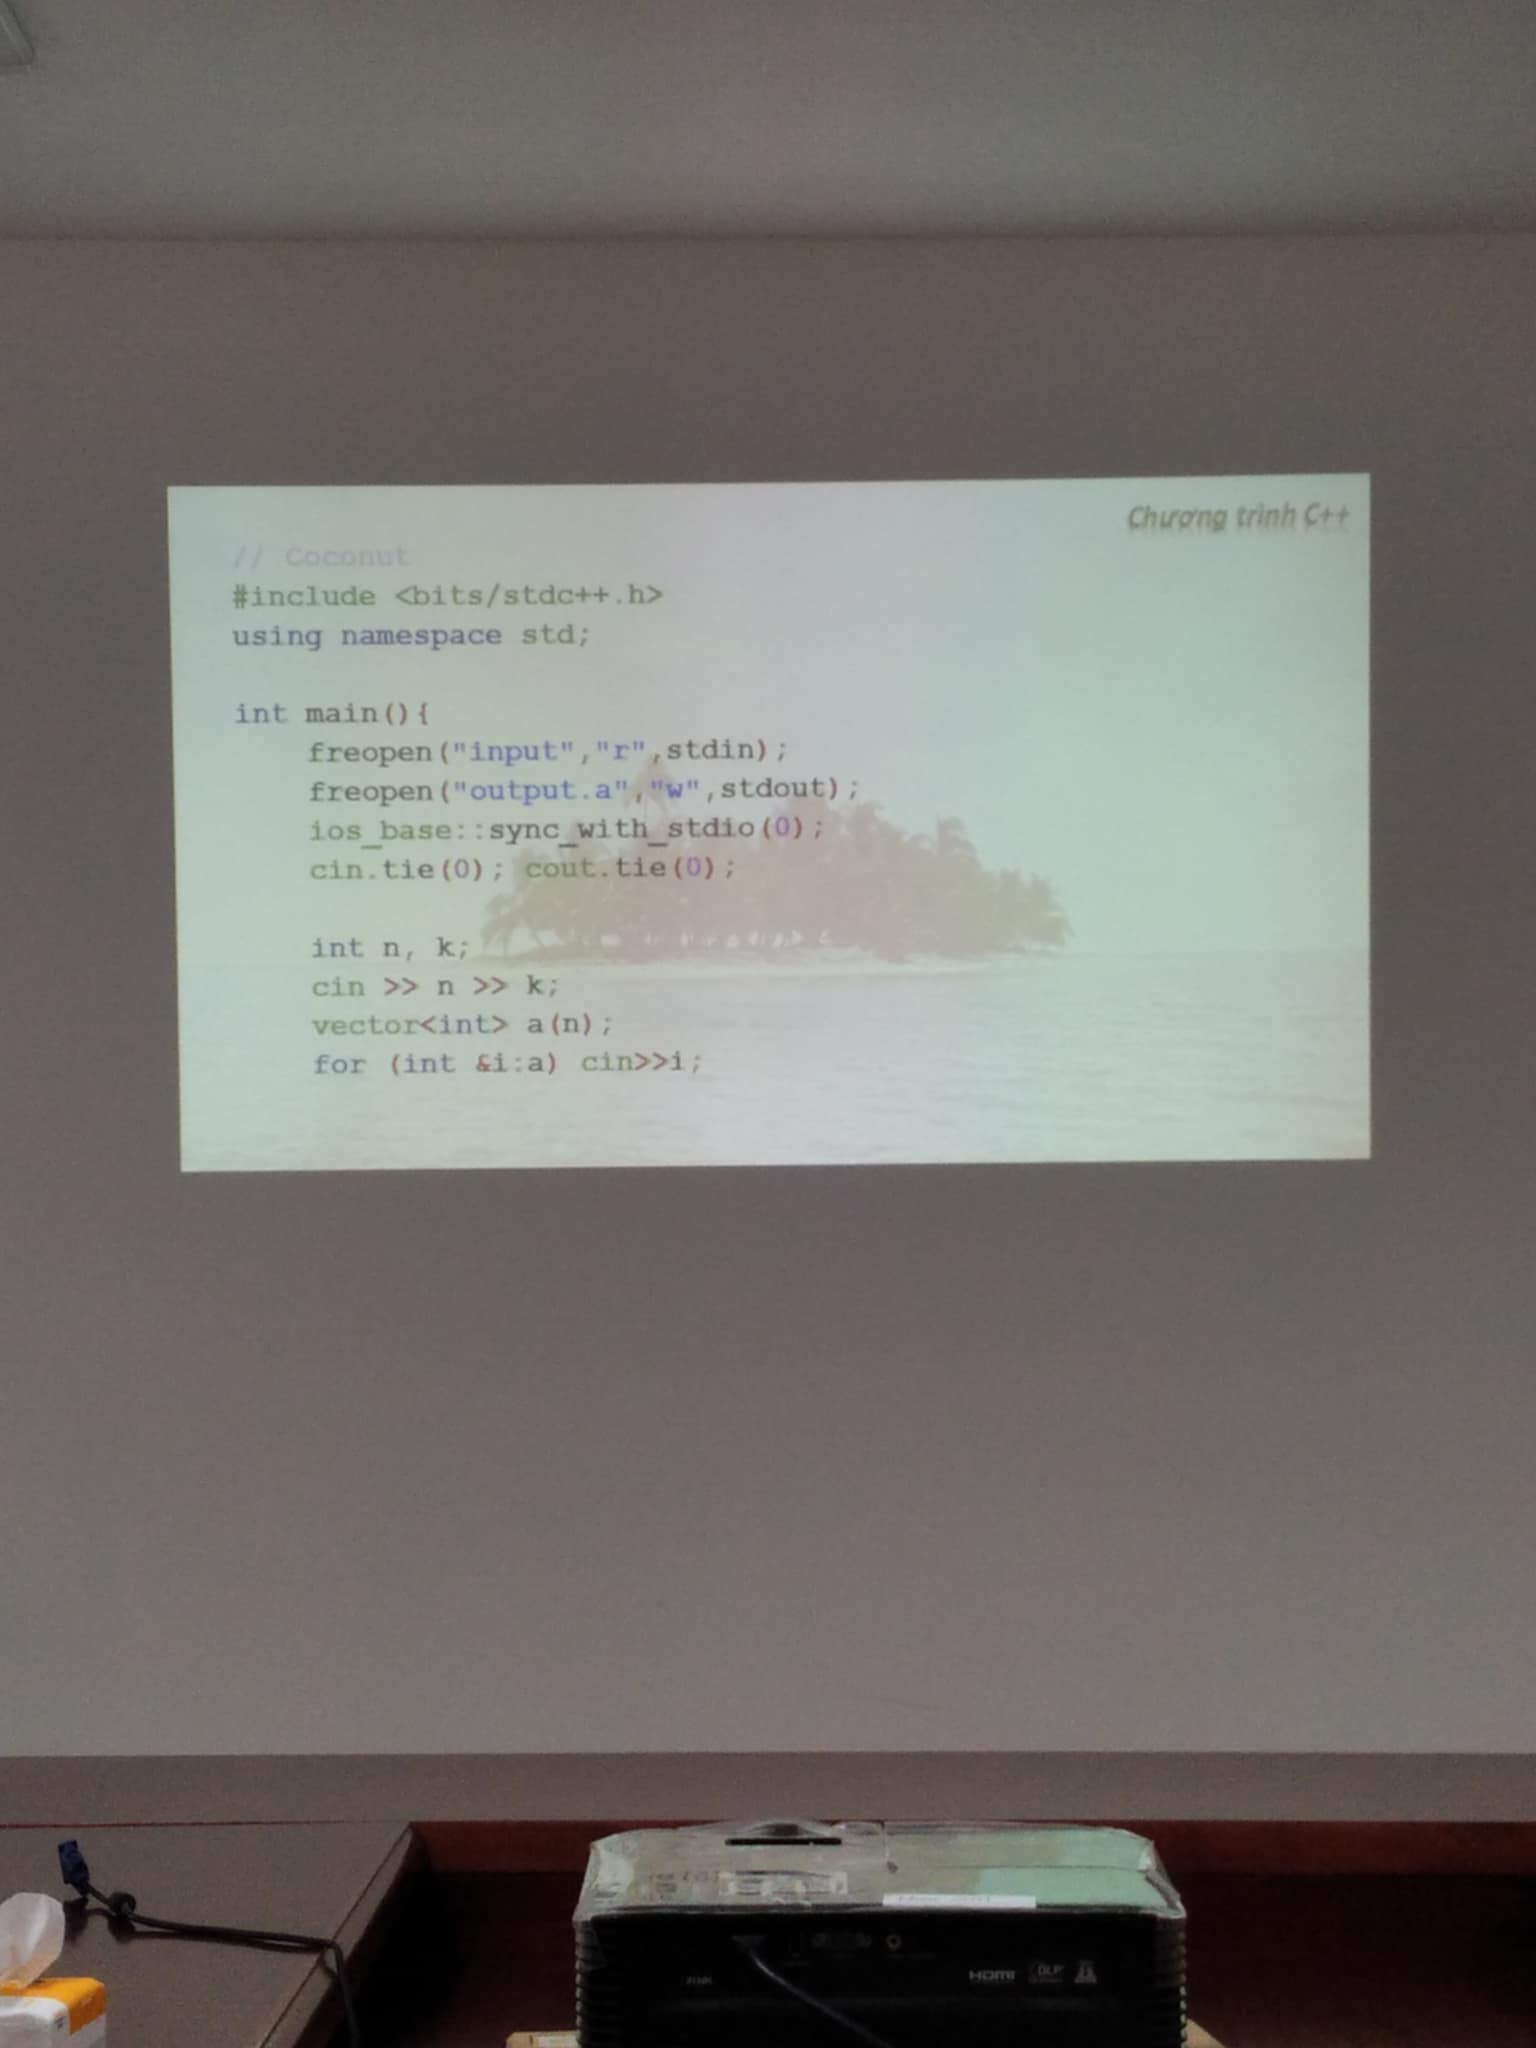 Chương trình C++
// Coconut
#include <bits/stdc++.h>
using namespace std;
int main(){
freopen("input","r",stdin);
freopen("output.a","w",stdout);
ios_base::sync_with_stdio(0);
cin.tie(0); cout.tie(0);
int n, k;
cin >> n >> k;
vector<int> a(n);
for (int &i:a) cin>>i;
HDMI DLP